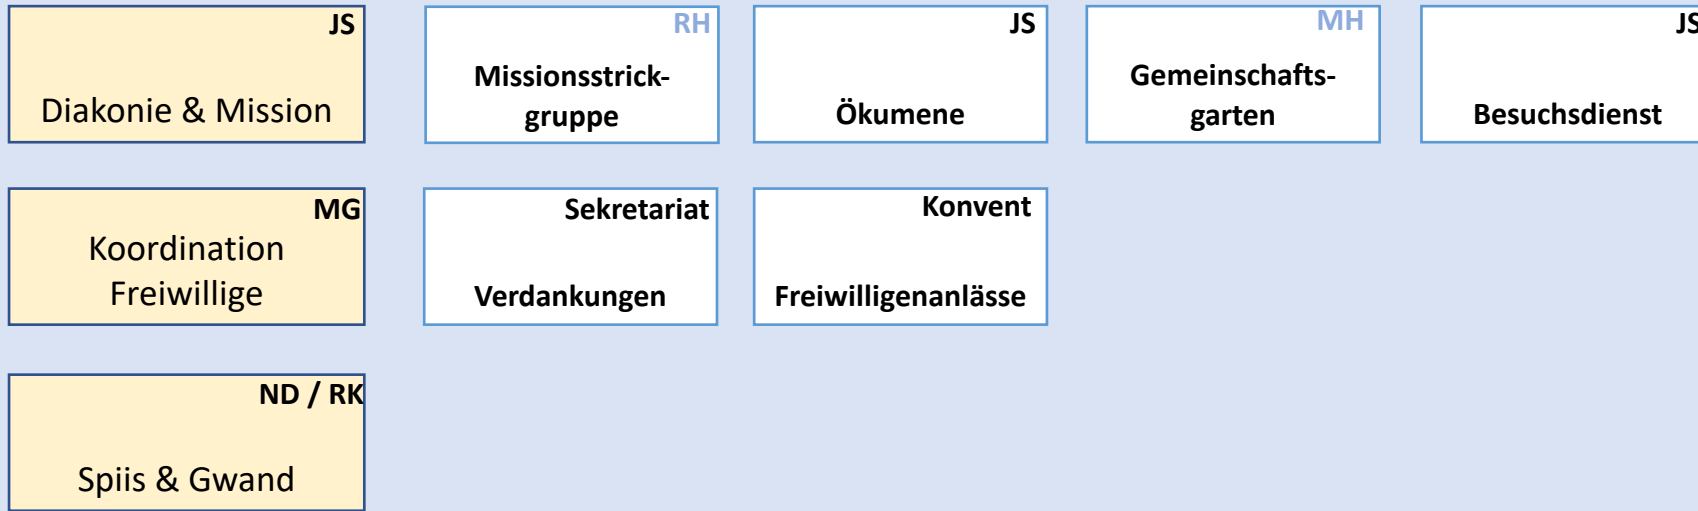 JS
Diakonie & Mission
RH
Missionsstrick-
gruppe
JS
Ökumene
MH
Gemeinschafts-
garten
JS
Besuchsdienst
MG
Koordination
Freiwillige
Sekretariat
Verdankungen
Konvent
Freiwilligenanlässe
ND / RK
Spiis & Gwand